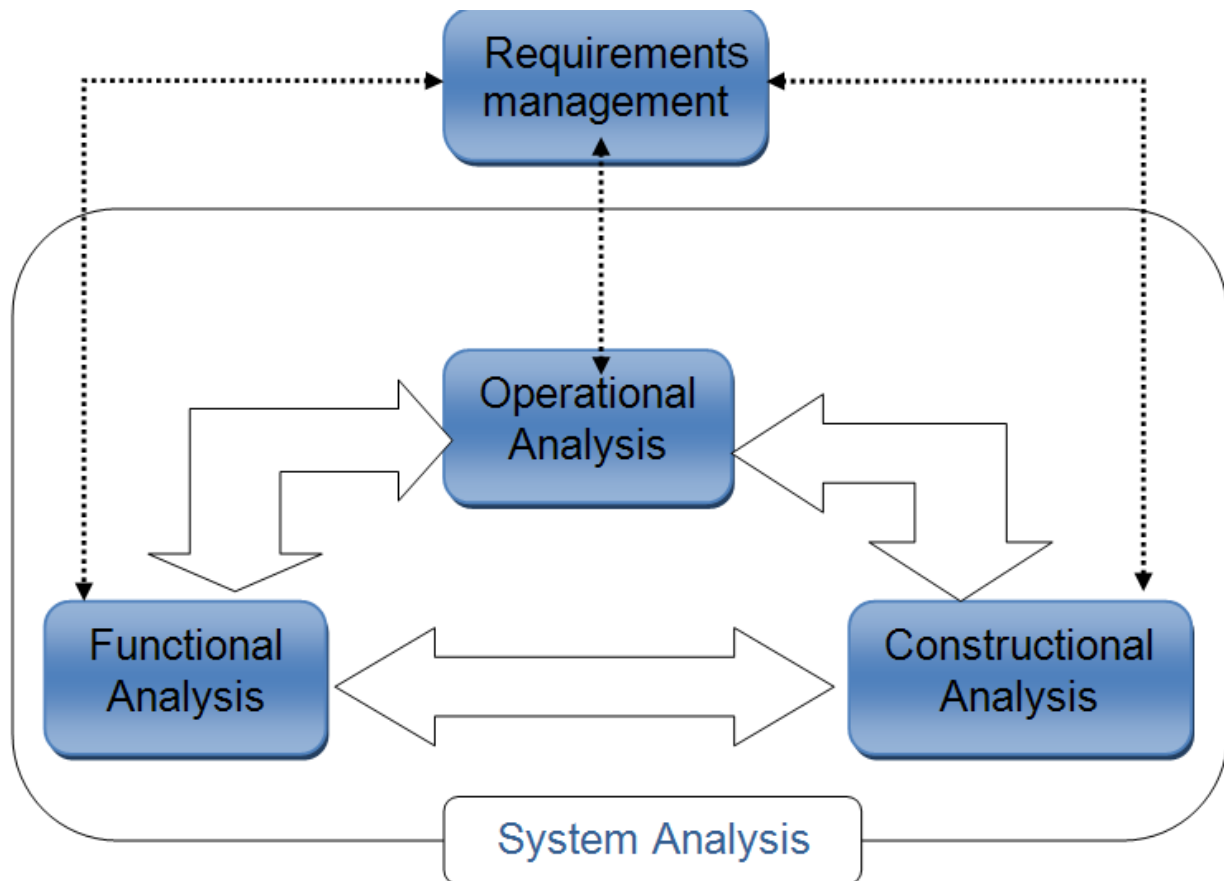 Requirements
management
Operational
Analysis
Functional
Analysis
Constructional
Analysis
System Analysis